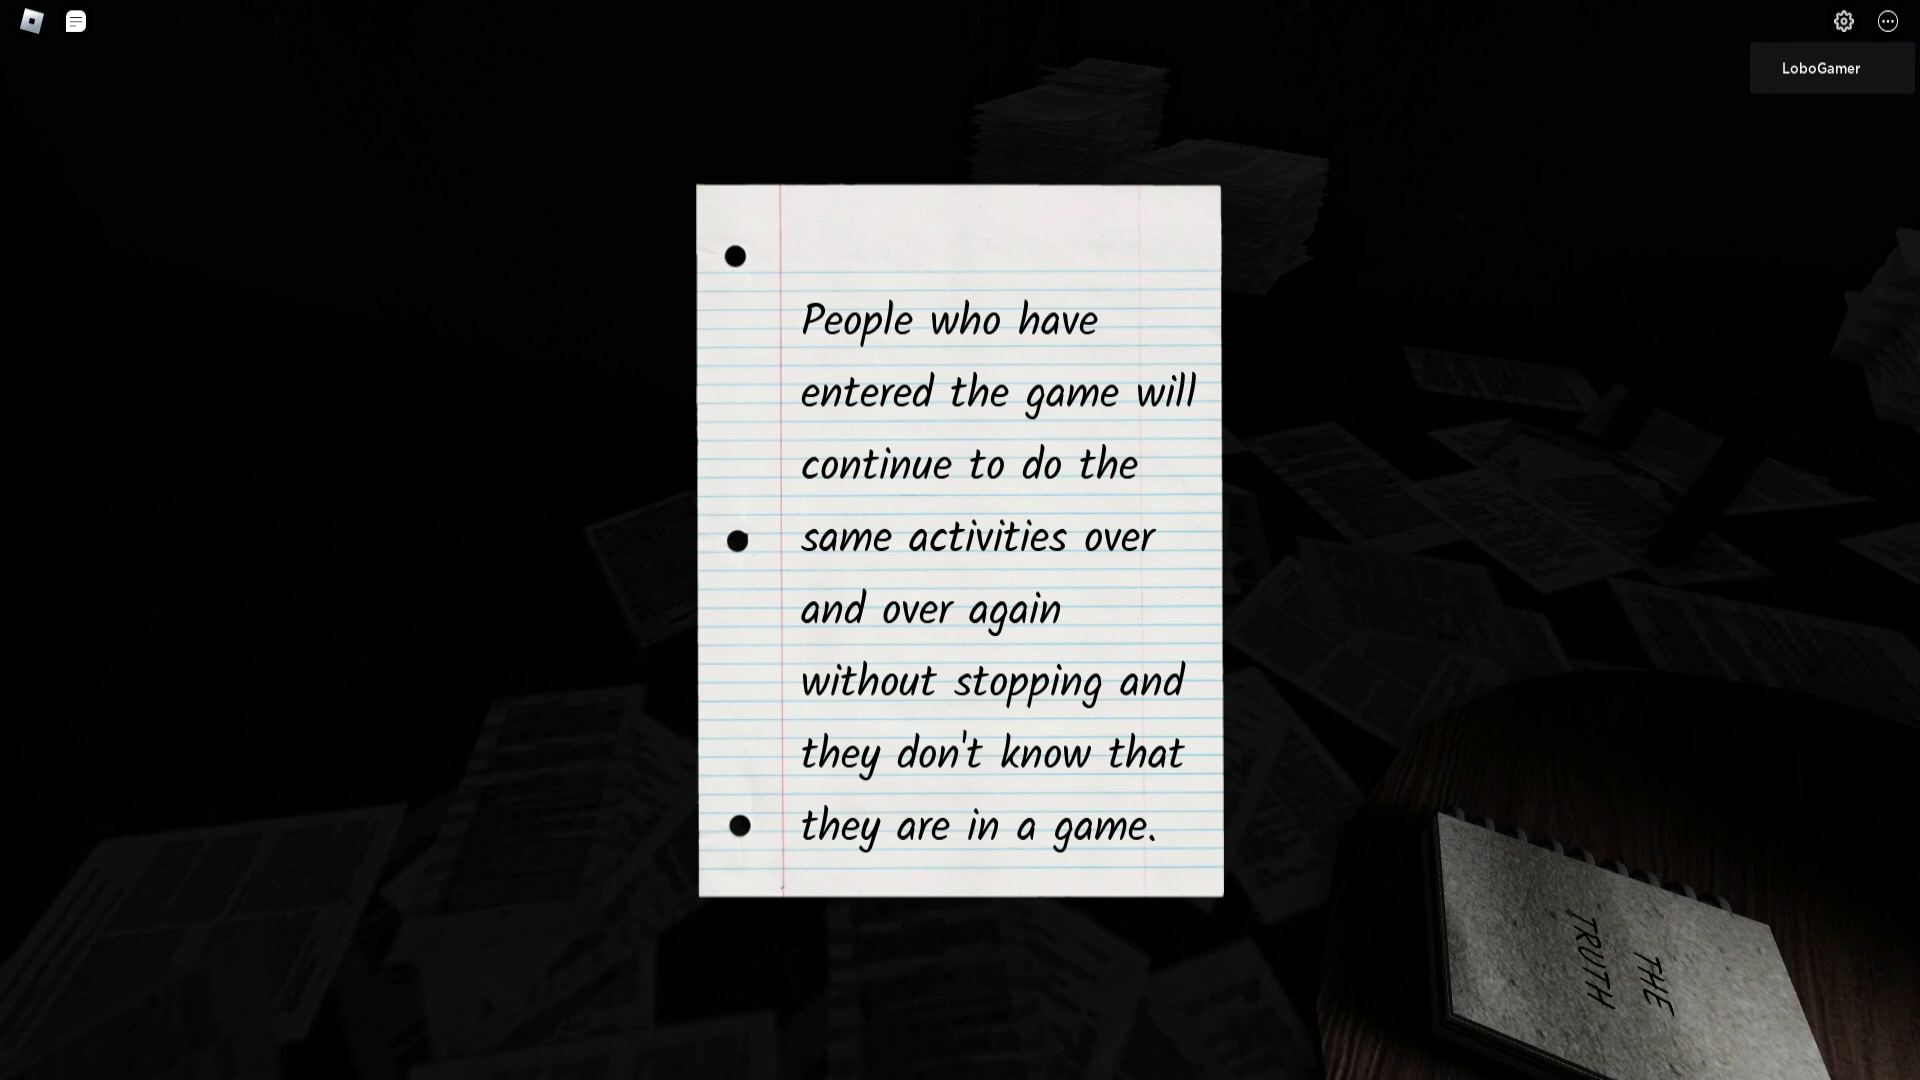 LoboGamer
People who have
entered the game will
continue to do the
same activities over
and over again
without stopping and
they don't know that
they are in a game.
THE
TRUTH